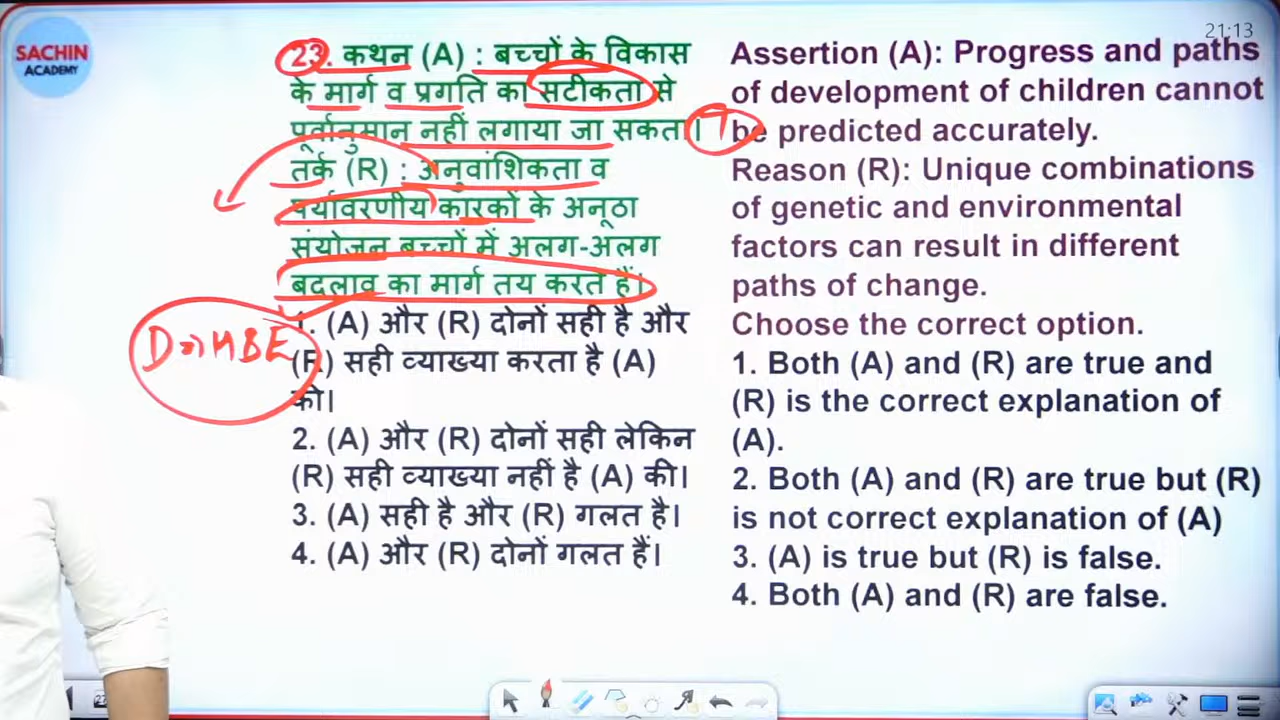 21:13
SACHIN
ACADEMY
23. कथन (A) : बच्चों के विकास
के मार्ग व प्रगति का सटीकता से
पूर्वानुमान नहीं लगाया जा सकता।
तर्क (R) : अनुवांशिकता व
पर्यावरणीय कारकों के अनूठा
संयोजन बच्चों में अलग-अलग
बदलाव का मार्ग तय करते हैं।
1. (A) और (R) दोनों सही है और
(R) सही व्याख्या करता है (A)
को।
2. (A) और (R) दोनों सही लेकिन
(R) सही व्याख्या नहीं है (A) की।
3. (A) सही है और (R) गलत है।
4. (A) और (R) दोनों गलत हैं।
Assertion (A): Progress and paths
of development of children cannot
be predicted accurately.
Reason (R): Unique combinations
of genetic and environmental
factors can result in different
paths of change.
Choose the correct option.
1. Both (A) and (R) are true and
(R) is the correct explanation of
(A).
2. Both (A) and (R) are true but (R)
is not correct explanation of (A)
3. (A) is true but (R) is false.
4. Both (A) and (R) are false.